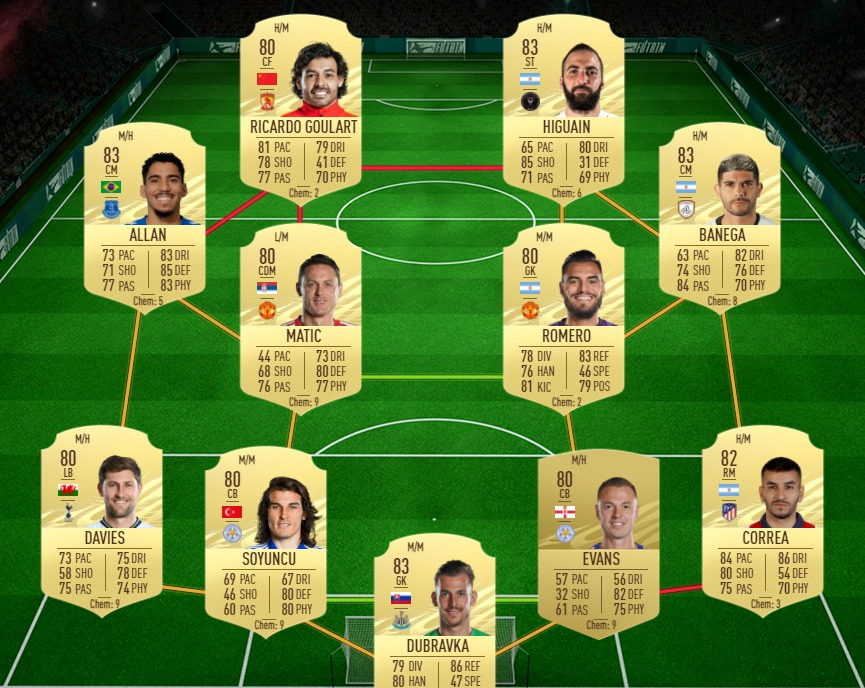 H/M
80
CF
RICARDO GOULART
81 PAC 79 DRI
78 SHO 41 DEF
77 PAS 70 PHY
Chem: 2
H/M
83
ST
HIGUAIN
65 PAC 80 DRI
85 SHO 31 DEF
71 PAS 69 PHY
Chem: 6
M/H
83
CM
ALLAN
73 PAC 83 DRI
71 SHO 85 DEF
77 PAS 83 PHY
Chem: 5
L/M
80
CDM
MATIC
44 PAC 73 DRI
68 SHO 80 DEF
76 PAS 77 PHY
Chem: 9
M/M
80
GK
ROMERO
78 DIV 83 REF
76 HAN 46 SPE
81 KIC 79 POS
Chem: 2
H/M
83
CM
BANEGA
63 PAC 82 DRI
74 SHO 76 DEF
84 PAS 70 PHY
Chem: 8
M/H
80
LB
DAVIES
73 PAC 75 DRI
58 SHO 78 DEF
75 PAS 74 PHY
Chem: 9
M/M
80
CB
SOYUNCU
69 PAC 67 DRI
46 SHO 80 DEF
60 PAS 80 PHY
Chem: 9
M/M
83
GK
DUBRAVKA
79 DIV 86 REF
80 HAN 47 SPE
M/H
80
CB
EVANS
57 PAC 56 DRI
32 SHO 82 DEF
61 PAS 75 PHY
Chem: 9
H/M
82
RM
CORREA
84 PAC 86 DRI
80 SHO 54 DEF
75 PAS 70 PHY
Chem: 3
FUTBIN